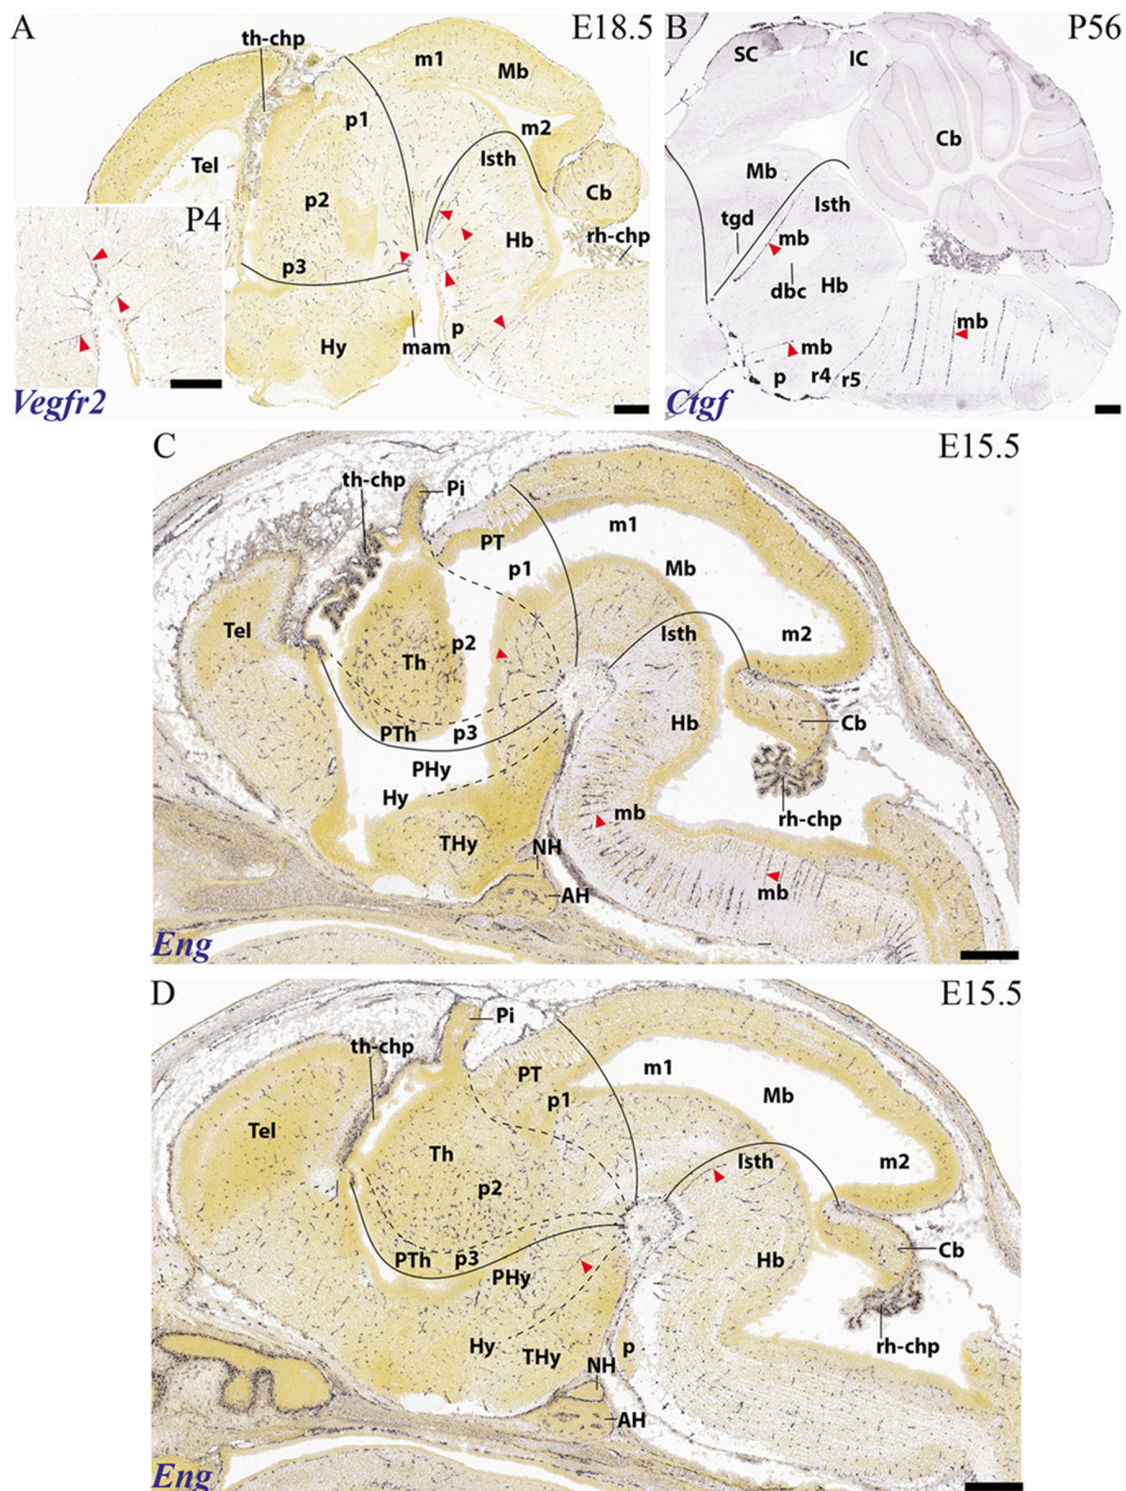 A
E18.5
th-chp
m1
Mb
p1
m2
Isth
Tel
Cb
p2
P4
Hb
rh-chp
p3
p
Hy
mam
Vegfr2
B
P56
SC
IC
Cb
Mb
Isth
tgd
mb
dbc
Hb
mb
mb
p
r4
r5
Ctgf
C
E15.5
th-chp
Pi
m1
PT
p1
Mb
Tel
Isth
m2
p2
Th
Hb
Cb
PTh
p3
PHy
Hy
mb
rh-chp
THy
NH
mb
AH
Eng
D
E15.5
Pi
th-chp
m1
PT
Mb
p1
Tel
Th
Isth
m2
p2
Cb
PTh
p3
Hb
PHy
Hy
THy
p
rh-chp
NH
AH
Eng